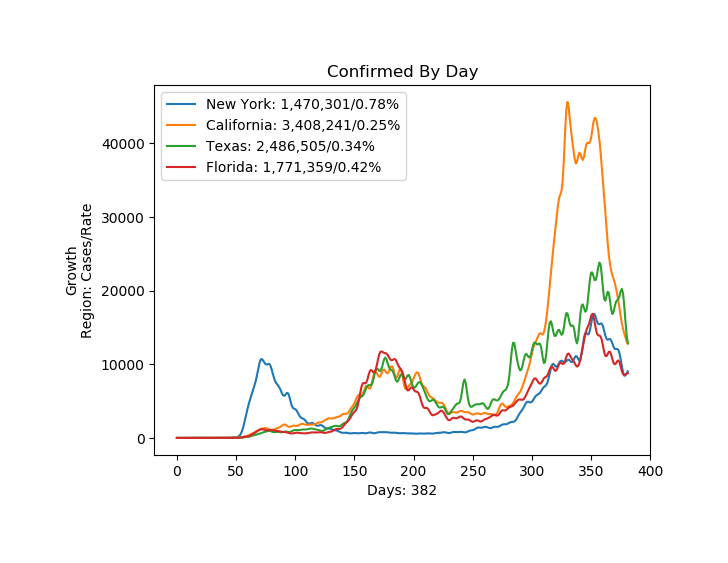 Confirmed By Day
New York: 1,470,301/0.78%
California: 3,408,241/0.25%
Texas: 2,486,505/0.34%
Florida: 1,771,359/0.42%
Growth
Region: Cases/Rate
40000
30000
20000
10000
0
0 50 100 150 200 250 300 350 400
Days: 382